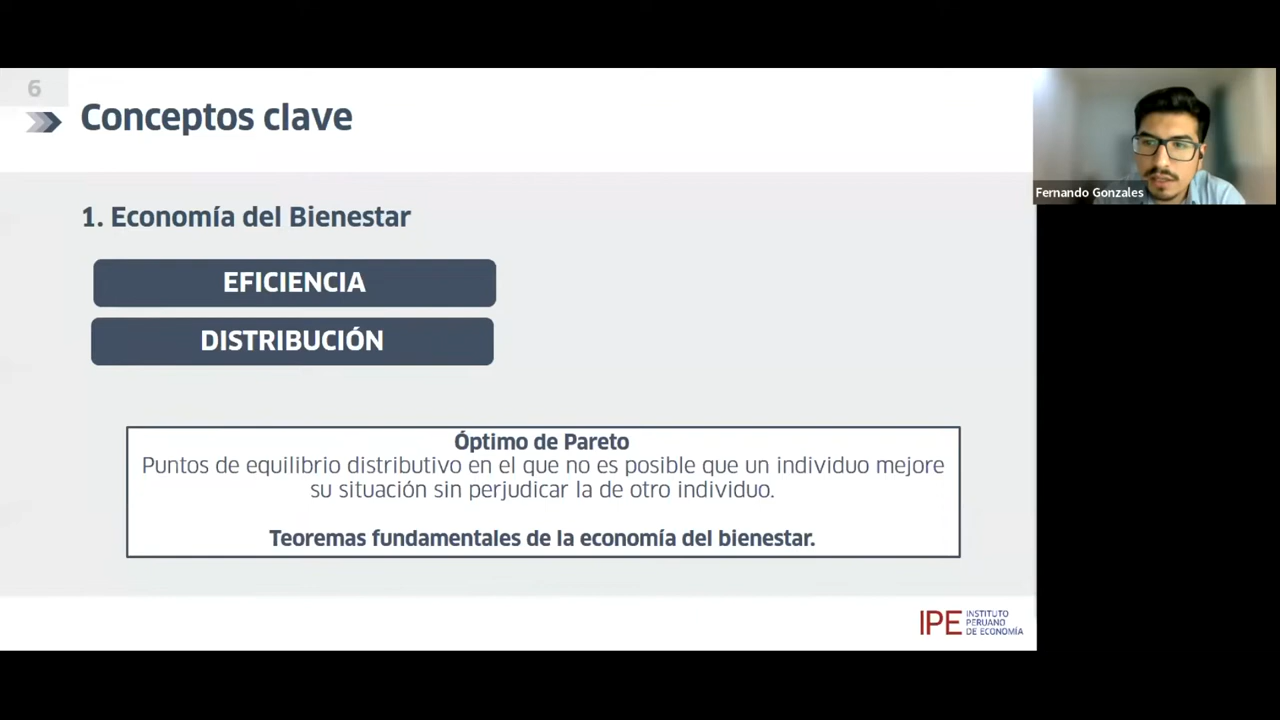 6
Conceptos clave
Fernando Gonzales
1. Economía del Bienestar
EFICIENCIA
DISTRIBUCIÓN
Óptimo de Pareto
Puntos de equilibrio distributivo en el que no es posible que un individuo mejore
su situación sin perjudicar la de otro individuo.
Teoremas fundamentales de la economía del bienestar.
IPE
INSTITUTO
PERUANO
DE ECONOMÍA